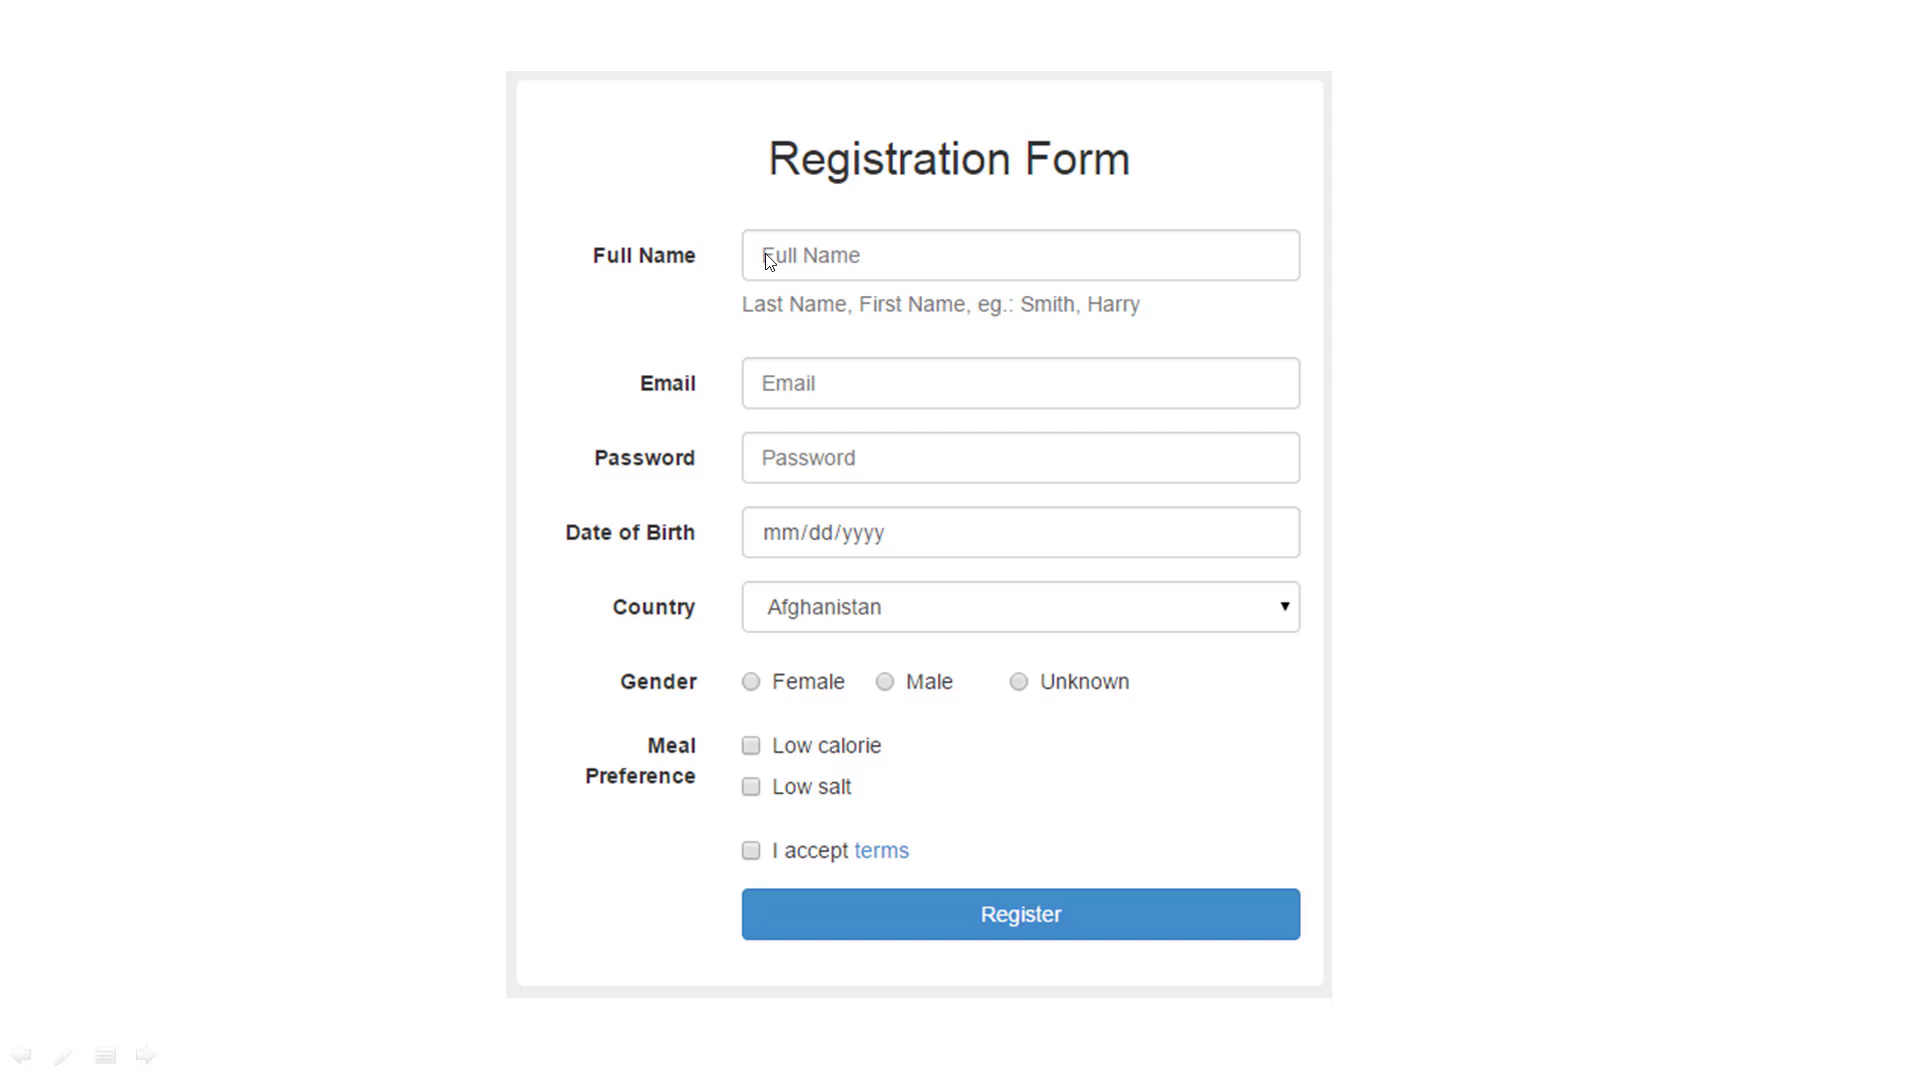 Registration Form
Full Name
Full Name
Last Name, First Name, eg.: Smith, Harry
Email
Email
Password
Password
Date of Birth
mm/dd/yyyy
Country
Afghanistan
Gender
Female
Male
Unknown
Meal Preference
Low calorie
Low salt
I accept terms
Register